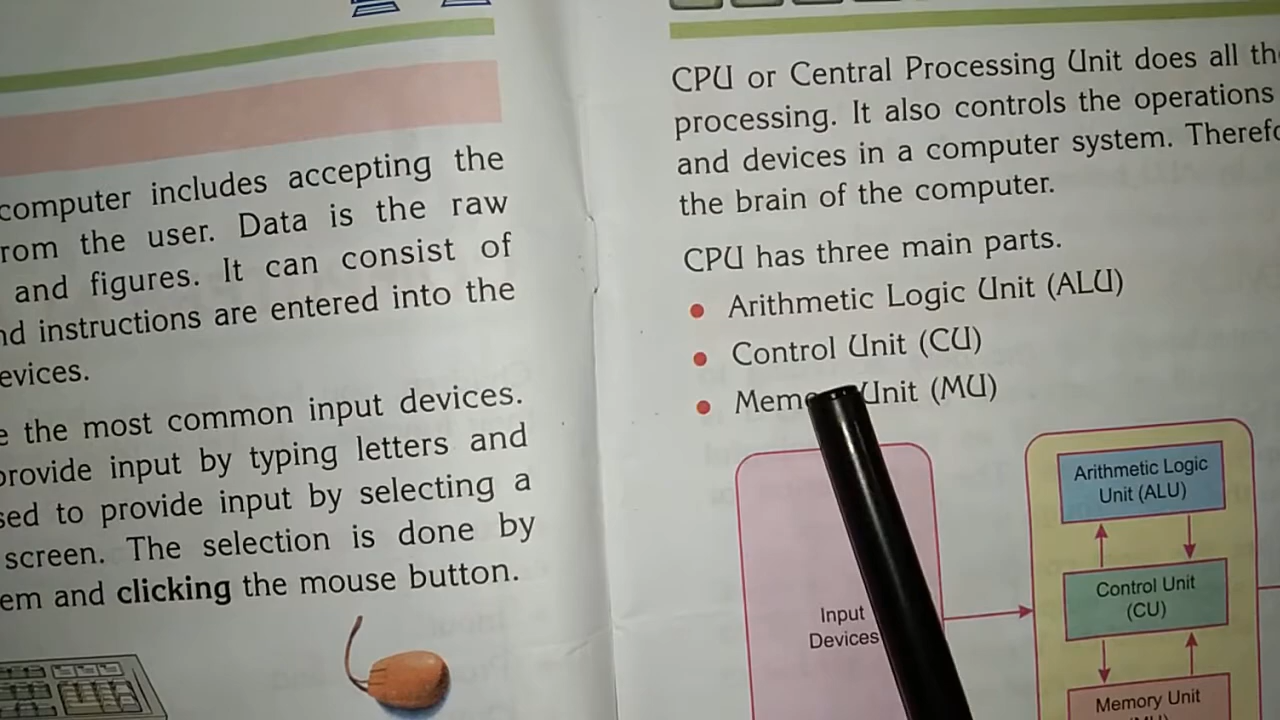 computer includes accepting the
rom the user. Data is the raw
and figures. It can consist of
nd instructions are entered into the
evices.
e the most common input devices.
provide input by typing letters and
sed to provide input by selecting a
screen. The selection is done by
em and clicking the mouse button.
CPU or Central Processing Unit does all the
processing. It also controls the operations
and devices in a computer system. Therefo
the brain of the computer.
CPU has three main parts.
• Arithmetic Logic Unit (ALU)
• Control Unit (CU)
• Memo Unit (MU)
Input
Devices
Arithmetic Logic
Unit (ALU)
Control Unit
(CU)
Memory Unit
(MU)